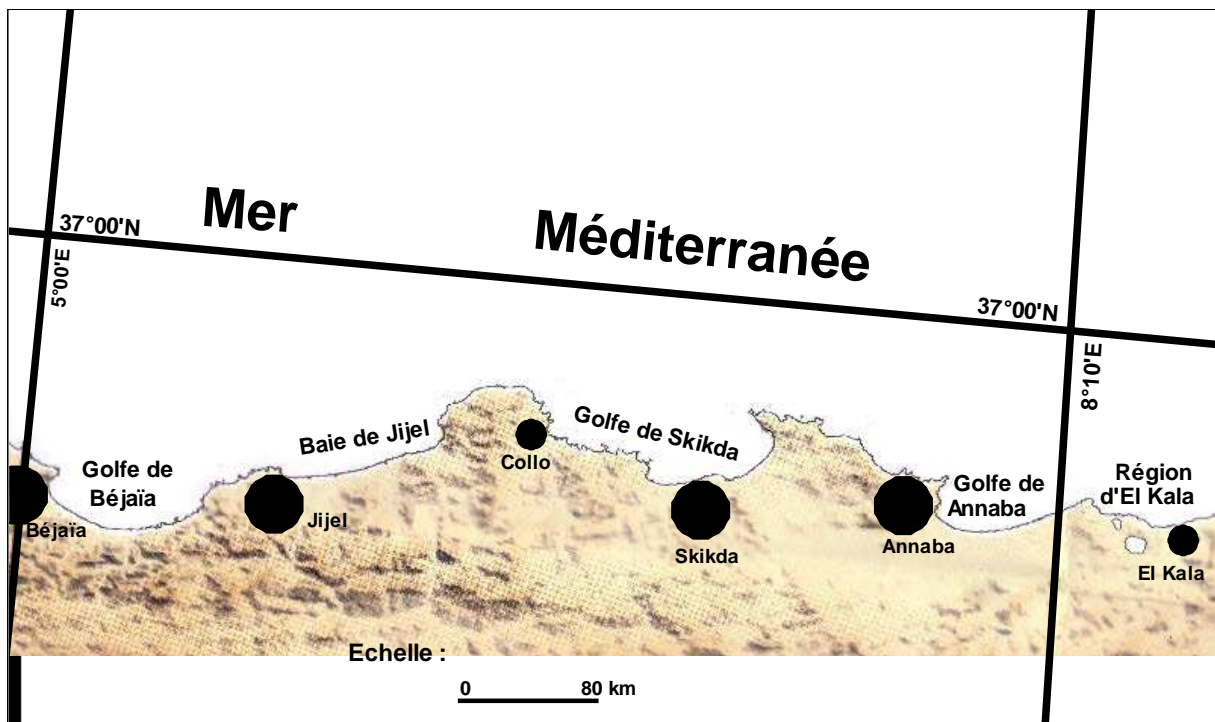 Mer
Méditerranée
37°00'N
5°00'E
37°00'N
8°10'E
Baie de Jijel
Golfe de Skikda
Collo
Golfe de
Béjaïa
Golfe de
Annaba
Région
d'El Kala
Béjaïa
Jijel
Skikda
Annaba
El Kala
Echelle :
0 80 km